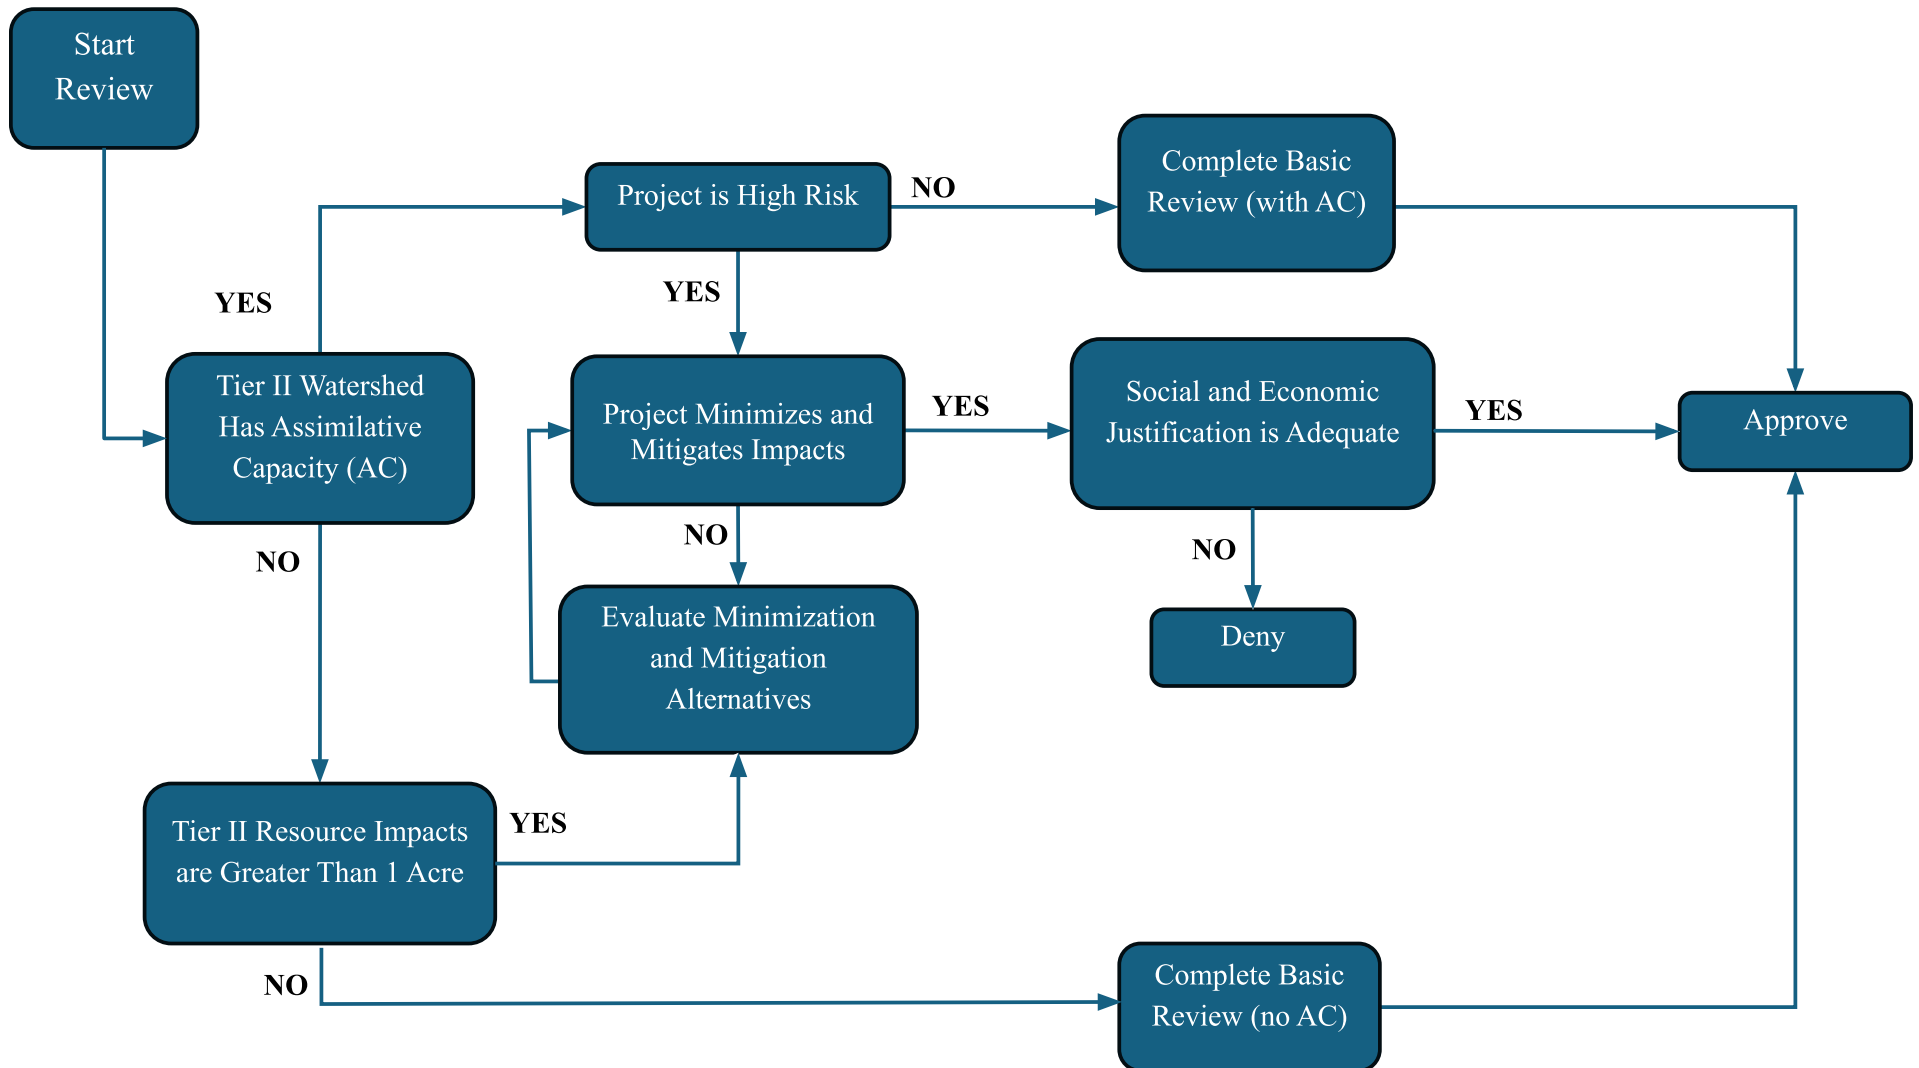 Start
Review
Project is High Risk
NO
Complete Basic
Review (with AC)
YES
YES
Tier II Watershed
Has Assimilative
Capacity (AC)
Project Minimizes and
Mitigates Impacts
YES
Social and Economic
Justification is Adequate
YES
Approve
NO
NO
NO
Evaluate Minimization
and Mitigation
Alternatives
Deny
Tier II Resource Impacts
are Greater Than 1 Acre
YES
NO
Complete Basic
Review (no AC)